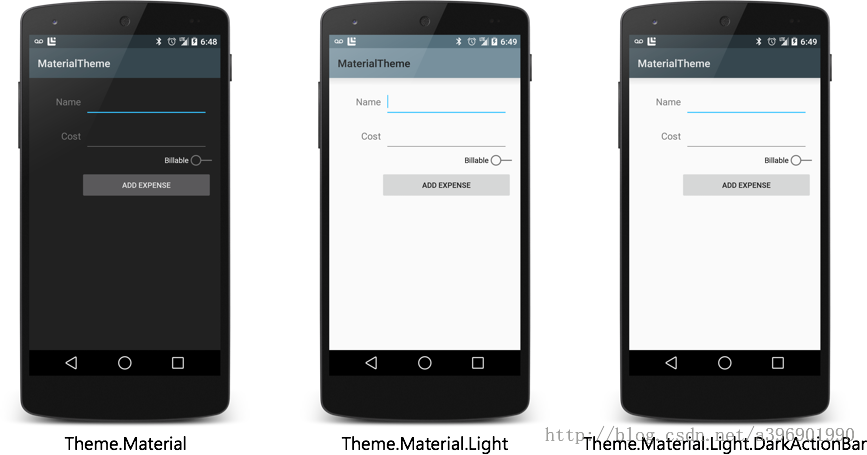 6:48
MaterialTheme
Name
Cost
Billable
ADD EXPENSE
Theme.Material
6:49
MaterialTheme
Name
Cost
Billable
ADD EXPENSE
Theme.Material.Light
6:49
MaterialTheme
Name
Cost
Billable
ADD EXPENSE
http://blog.csdn.net/a396901990
Theme.Material.Light.DarkActionBar